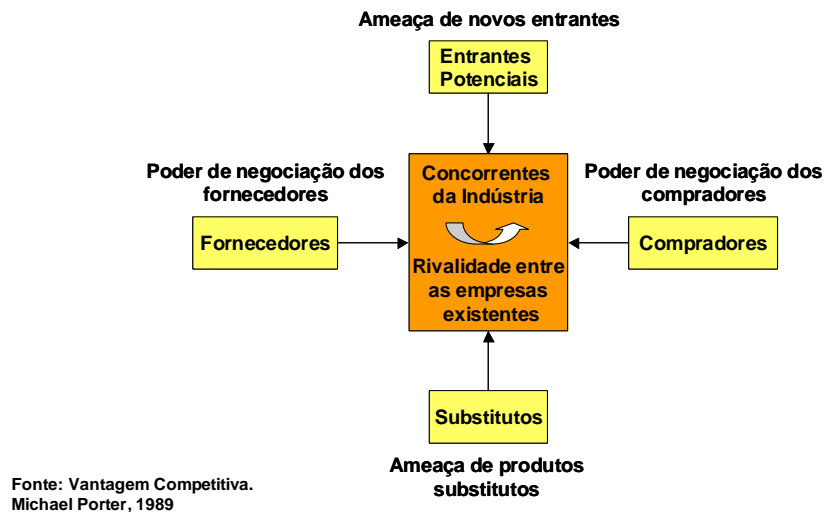 Ameaça de novos entrantes
Entrantes
Potenciais
Poder de negociação dos
fornecedores
Fornecedores
Concorrentes
da Indústria
Rivalidade entre
as empresas
existentes
Poder de negociação dos
compradores
Compradores
Substitutos
Ameaça de produtos
substitutos
Fonte: Vantagem Competitiva.
Michael Porter, 1989